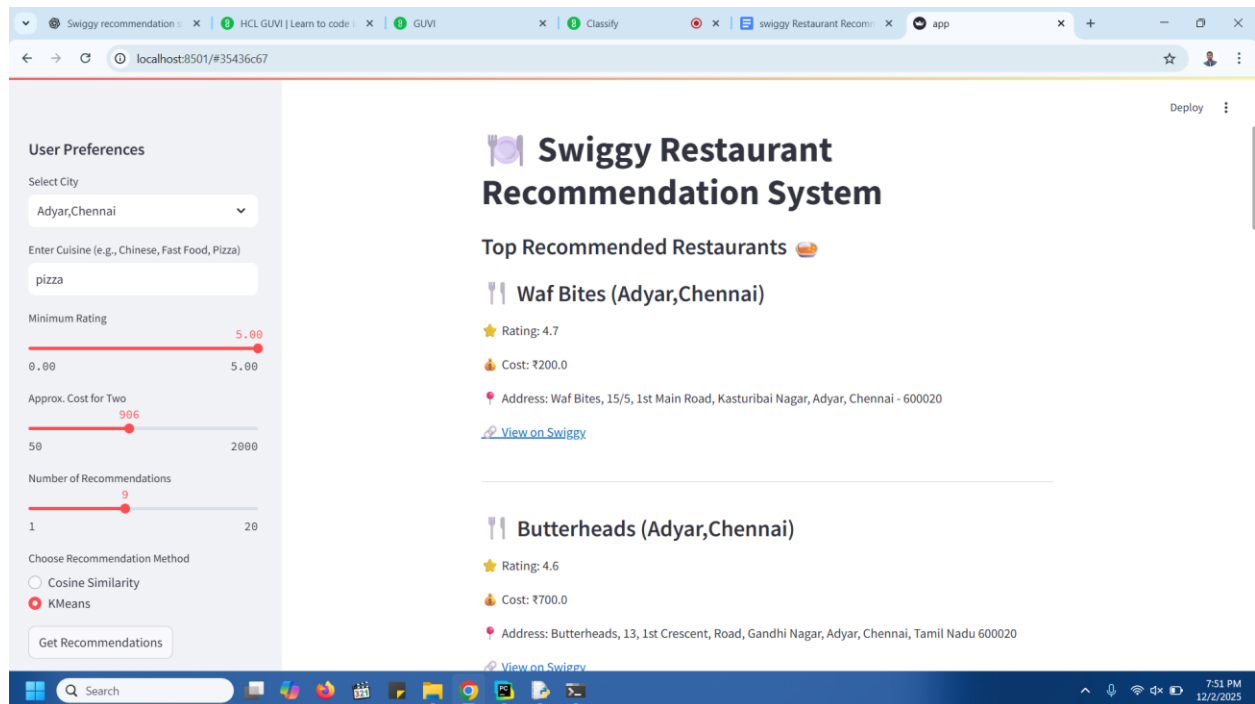 Swiggy recommendation s
HCL GUVI | Learn to code i
GUVI
Classify
swiggy Restaurant Recomn
app
localhost:8501/#35436c67
Deploy
User Preferences
Select City
Adyar,Chennai
Enter Cuisine (e.g., Chinese, Fast Food, Pizza)
pizza
Minimum Rating
5.00
0.00 5.00
Approx. Cost for Two
906
50 2000
Number of Recommendations
9
1 20
Choose Recommendation Method
Cosine Similarity
KMeans
Get Recommendations
Swiggy Restaurant
Recommendation System
Top Recommended Restaurants
Waf Bites (Adyar,Chennai)
Rating: 4.7
Cost: ₹200.0
Address: Waf Bites, 15/5, 1st Main Road, Kasturibai Nagar, Adyar, Chennai - 600020
View on Swiggy
Butterheads (Adyar,Chennai)
Rating: 4.6
Cost: ₹700.0
Address: Butterheads, 13, 1st Crescent, Road, Gandhi Nagar, Adyar, Chennai, Tamil Nadu 600020
View on Swiggy
Search
7:51 PM
12/2/2025